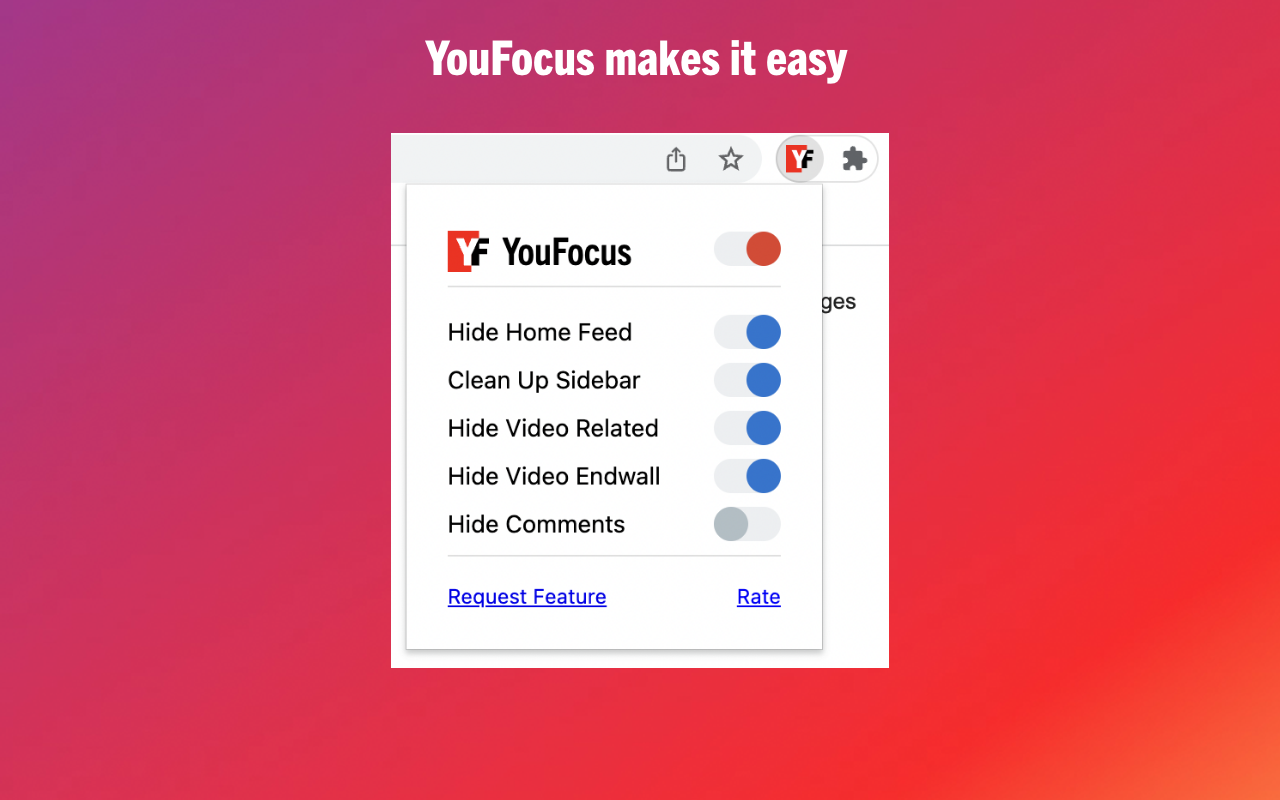 YouFocus makes it easy
YF
YF YouFocus
ges
Hide Home Feed
Clean Up Sidebar
Hide Video Related
Hide Video Endwall
Hide Comments
Request Feature Rate